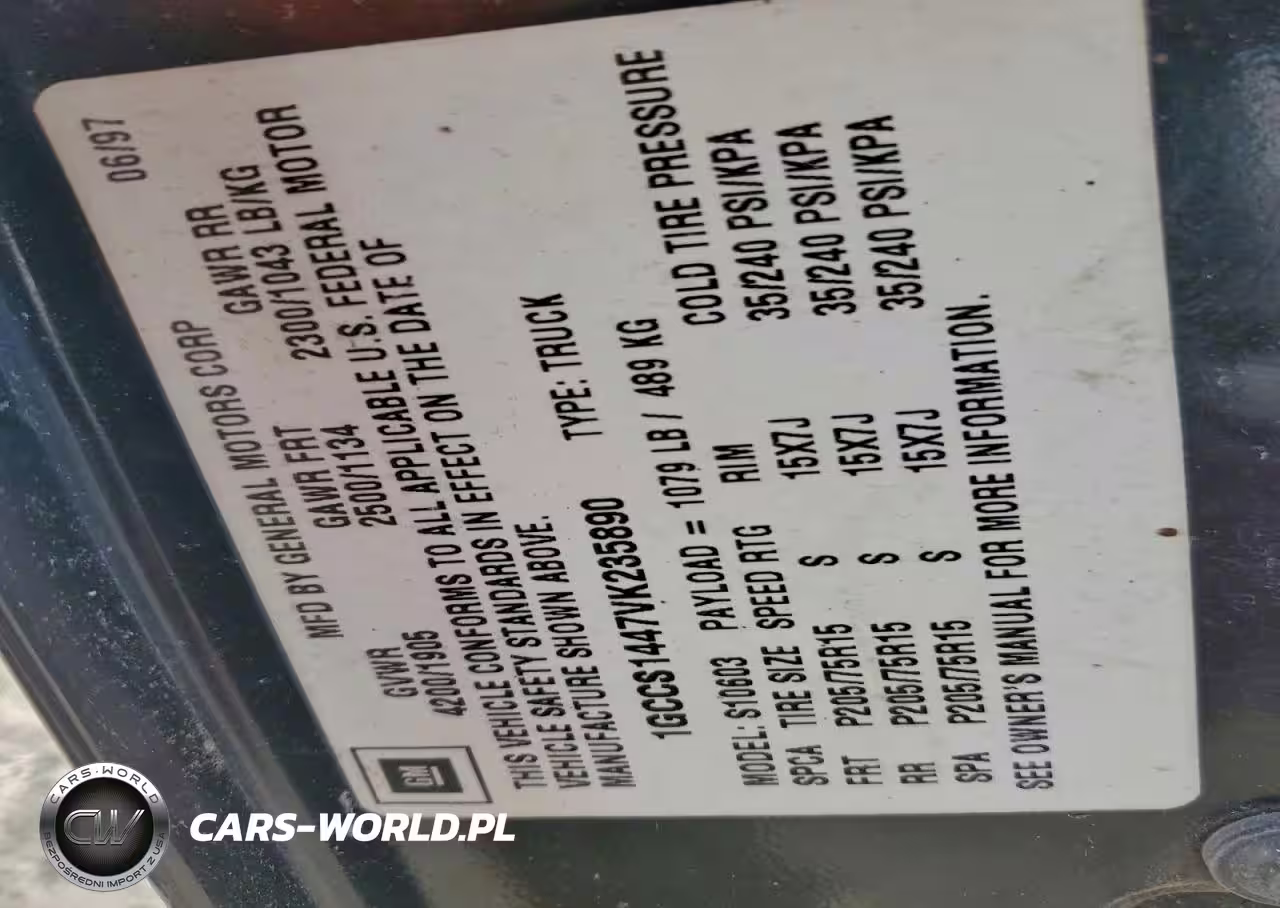 MFD BY GENERAL MOTORS CORP 06/97
GVWR GAWR FRT GAWR RR
4200/1905 2500/1134 2300/1043 LB/KG
THIS VEHICLE CONFORMS TO ALL APPLICABLE U.S. FEDERAL MOTOR
VEHICLE SAFETY STANDARDS IN EFFECT ON THE DATE OF
MANUFACTURE SHOWN ABOVE.
1GCCS1447VK235890 TYPE: TRUCK
MODEL: S10603 PAYLOAD = 1079 LB / 489 KG
SPCA TIRE SIZE SPEED RTG RIM COLD TIRE PRESSURE
FRT P205/75R15 S 15X7J 35/240 PSI/KPA
RR P205/75R15 S 15X7J 35/240 PSI/KPA
SPA P205/75R15 S 15X7J 35/240 PSI/KPA
SEE OWNER'S MANUAL FOR MORE INFORMATION.
GM
CARS-WORLD
CW
BEZPOŚREDNI IMPORT Z USA
CARS-WORLD.PL